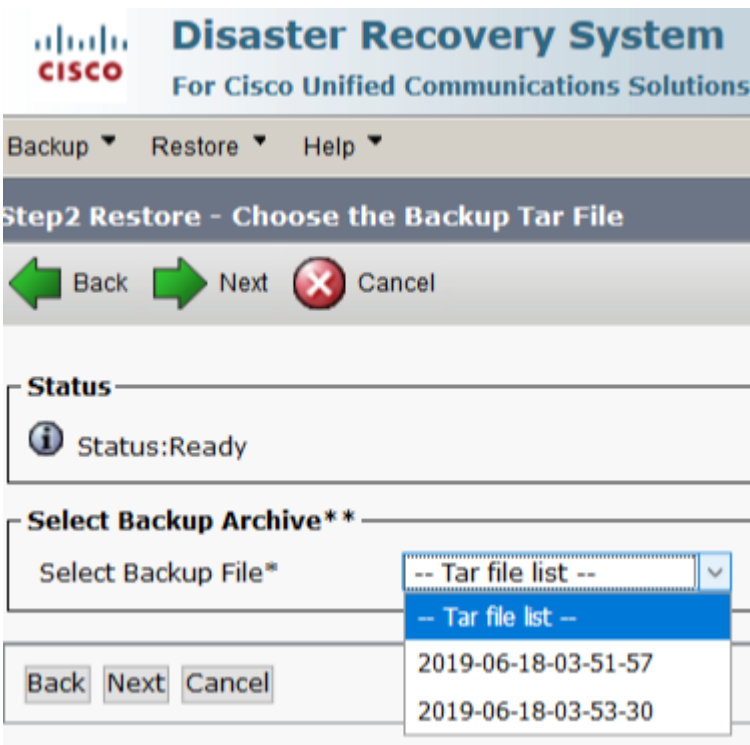 CISCO
Disaster Recovery System
For Cisco Unified Communications Solutions
Backup Restore Help
Step2 Restore - Choose the Backup Tar File
Back Next Cancel
Status
Status:Ready
Select Backup Archive**
Select Backup File* -- Tar file list --
-- Tar file list --
2019-06-18-03-51-57
2019-06-18-03-53-30
Back Next Cancel